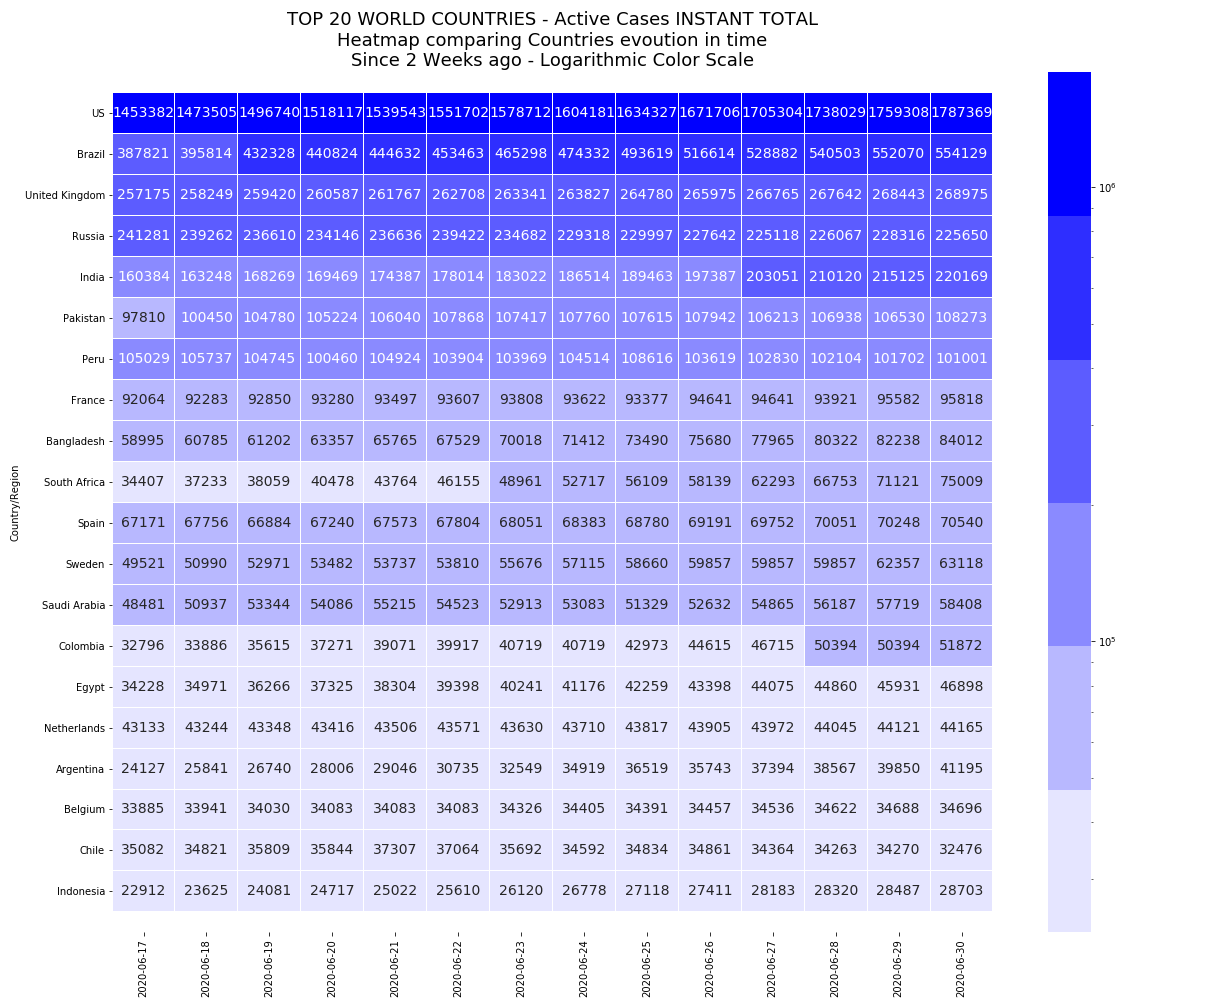 TOP 20 WORLD COUNTRIES - Active Cases INSTANT TOTAL
Heatmap comparing Countries evoution in time
Since 2 Weeks ago - Logarithmic Color Scale
Country/Region
US 1453382 1473505 1496740 1518117 1539543 1551702 1578712 1604181 1634327 1671706 1705304 1738029 1759308 1787369
Brazil 387821 395814 432328 440824 444632 453463 465298 474332 493619 516614 528882 540503 552070 554129
United Kingdom 257175 258249 259420 260587 261767 262708 263341 263827 264780 265975 266765 267642 268443 268975
Russia 241281 239262 236610 234146 236636 239422 234682 229318 229997 227642 225118 226067 228316 225650
India 160384 163248 168269 169469 174387 178014 183022 186514 189463 197387 203051 210120 215125 220169
Pakistan 97810 100450 104780 105224 106040 107868 107417 107760 107615 107942 106213 106938 106530 108273
Peru 105029 105737 104745 100460 104924 103904 103969 104514 108616 103619 102830 102104 101702 101001
France 92064 92283 92850 93280 93497 93607 93808 93622 93377 94641 94641 93921 95582 95818
Bangladesh 58995 60785 61202 63357 65765 67529 70018 71412 73490 75680 77965 80322 82238 84012
South Africa 34407 37233 38059 40478 43764 46155 48961 52717 56109 58139 62293 66753 71121 75009
Spain 67171 67756 66884 67240 67573 67804 68051 68383 68780 69191 69752 70051 70248 70540
Sweden 49521 50990 52971 53482 53737 53810 55676 57115 58660 59857 59857 59857 62357 63118
Saudi Arabia 48481 50937 53344 54086 55215 54523 52913 53083 51329 52632 54865 56187 57719 58408
Colombia 32796 33886 35615 37271 39071 39917 40719 40719 42973 44615 46715 50394 50394 51872
Egypt 34228 34971 36266 37325 38304 39398 40241 41176 42259 43398 44075 44860 45931 46898
Netherlands 43133 43244 43348 43416 43506 43571 43630 43710 43817 43905 43972 44045 44121 44165
Argentina 24127 25841 26740 28006 29046 30735 32549 34919 36519 35743 37394 38567 39850 41195
Belgium 33885 33941 34030 34083 34083 34083 34326 34405 34391 34457 34536 34622 34688 34696
Chile 35082 34821 35809 35844 37307 37064 35692 34592 34834 34861 34364 34263 34270 32476
Indonesia 22912 23625 24081 24717 25022 25610 26120 26778 27118 27411 28183 28320 28487 28703
2020-06-17 2020-06-18 2020-06-19 2020-06-20 2020-06-21 2020-06-22 2020-06-23 2020-06-24 2020-06-25 2020-06-26 2020-06-27 2020-06-28 2020-06-29 2020-06-30
10⁶
10⁵